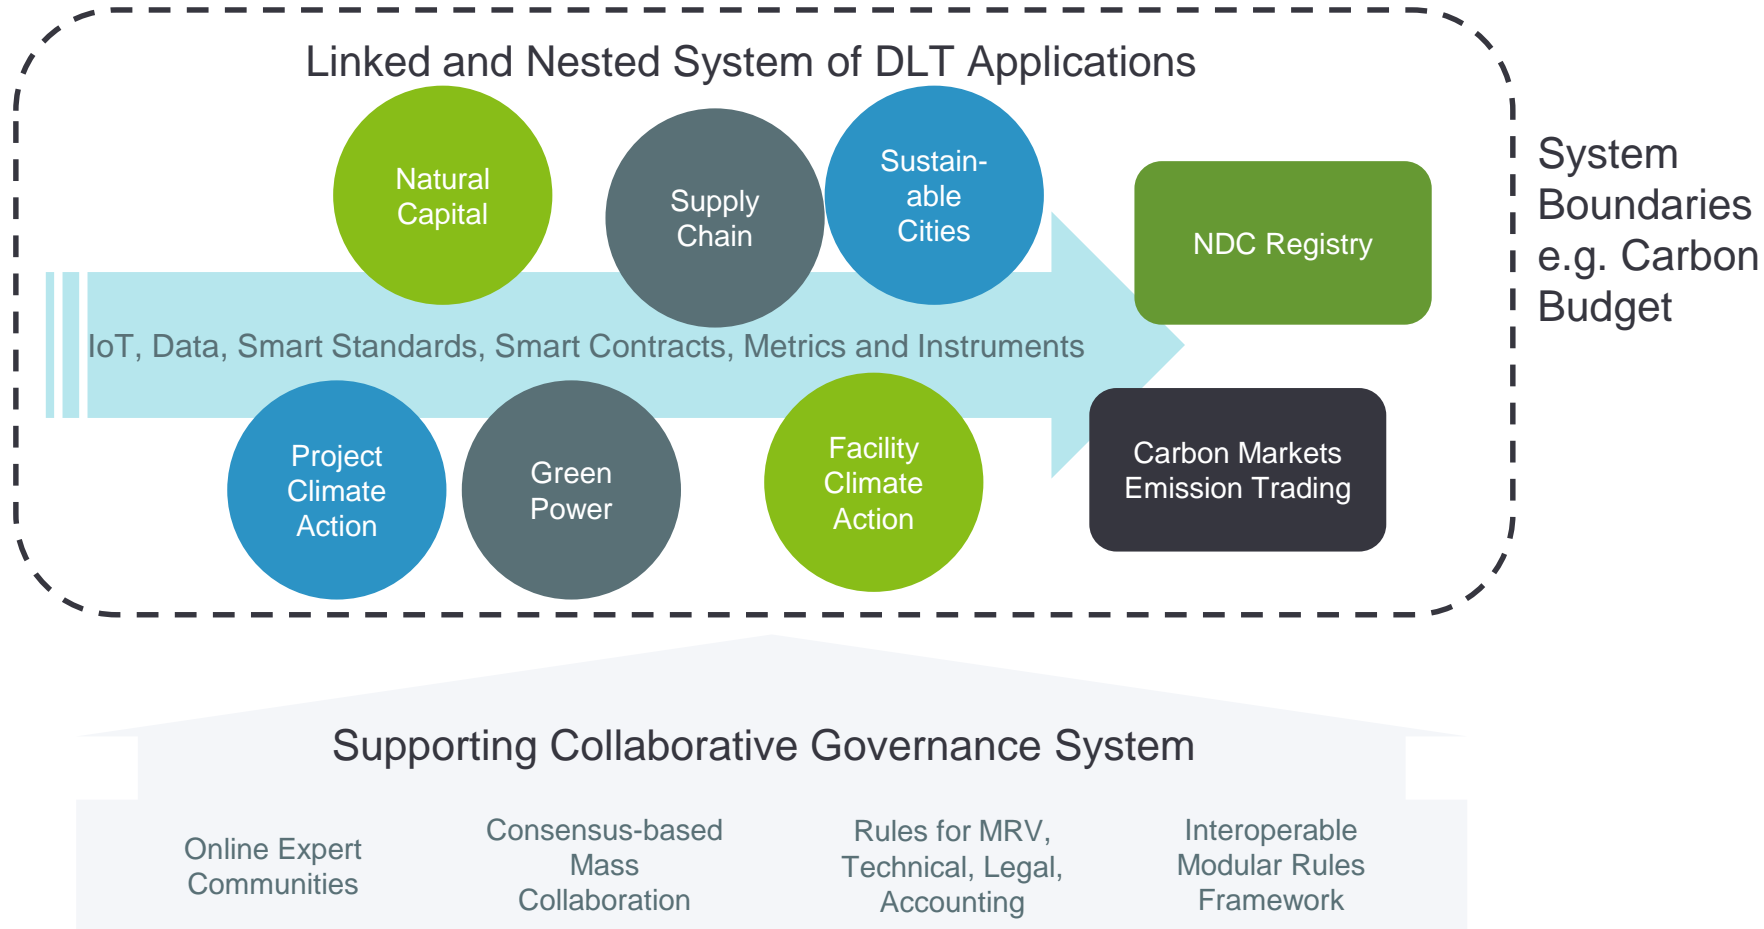 Linked and Nested System of DLT Applications
Natural
Capital
Supply
Chain
Sustain-
able
Cities
NDC Registry
System
Boundaries
e.g. Carbon
Budget
IoT, Data, Smart Standards, Smart Contracts, Metrics and Instruments
Project
Climate
Action
Green
Power
Facility
Climate
Action
Carbon Markets
Emission Trading
Supporting Collaborative Governance System
Online Expert
Communities
Consensus-based
Mass
Collaboration
Rules for MRV,
Technical, Legal,
Accounting
Interoperable
Modular Rules
Framework